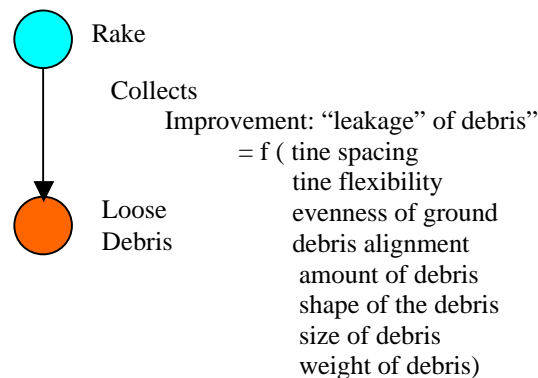 Rake
Collects
Improvement: “leakage” of debris”
= f ( tine spacing
tine flexibility
evenness of ground
Loose
Debris
debris alignment
amount of debris
shape of the debris
size of debris
weight of debris)